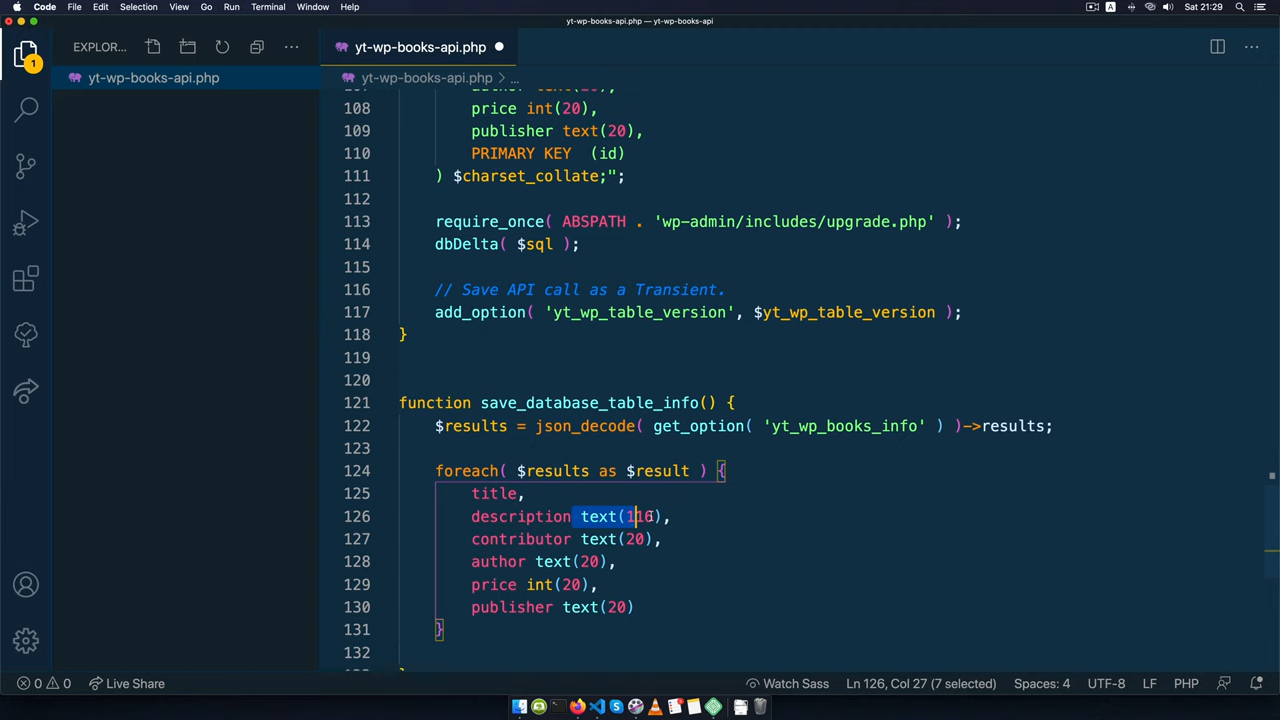 Code File Edit Selection View Go Run Terminal Window Help A Sat 21:29
yt-wp-books-api.php — yt-wp-books-api
EXPLOR... yt-wp-books-api.php
1
yt-wp-books-api.php yt-wp-books-api.php > ...
108 price int(20),
109 publisher text(20),
110 PRIMARY KEY (id)
111 ) $charset_collate;";
112
113 require_once( ABSPATH . 'wp-admin/includes/upgrade.php' );
114 dbDelta( $sql );
115
116 // Save API call as a Transient.
117 add_option( 'yt_wp_table_version', $yt_wp_table_version );
118 }
119
120
121 function save_database_table_info() {
122 $results = json_decode( get_option( 'yt_wp_books_info' ) )->results;
123
124 foreach( $results as $result ) {
125 title,
126 description text(116),
127 contributor text(20),
128 author text(20),
129 price int(20),
130 publisher text(20)
131 }
132
0 0 Live Share Watch Sass Ln 126, Col 27 (7 selected) Spaces: 4 UTF-8 LF PHP